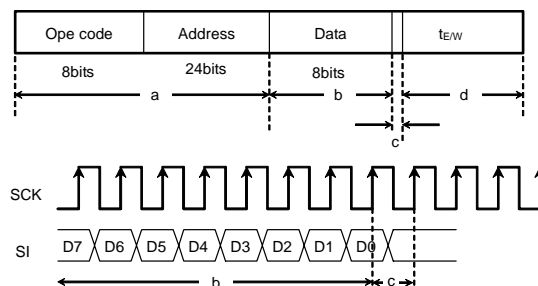 Ope code Address Data tE/W
8bits 24bits 8bits
a b d
c
SCK
SI D7 D6 D5 D4 D3 D2 D1 D0
b c